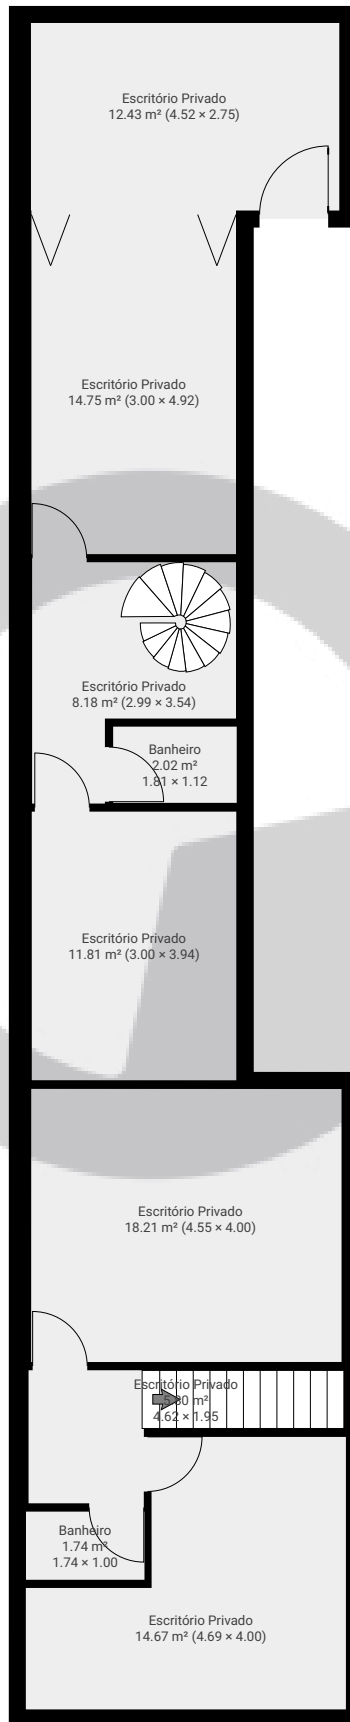 Escritório Privado
12.43 m² (4.52 × 2.75)
Escritório Privado
14.75 m² (3.00 × 4.92)
Escritório Privado
8.18 m² (2.99 × 3.54)
Banheiro
2.02 m²
1.81 × 1.12
Escritório Privado
11.81 m² (3.00 × 3.94)
Escritório Privado
18.21 m² (4.55 × 4.00)
Escritório Privado
m²
4.62 × 1.95
Banheiro
1.74 m²
1.74 × 1.00
Escritório Privado
14.67 m² (4.69 × 4.00)